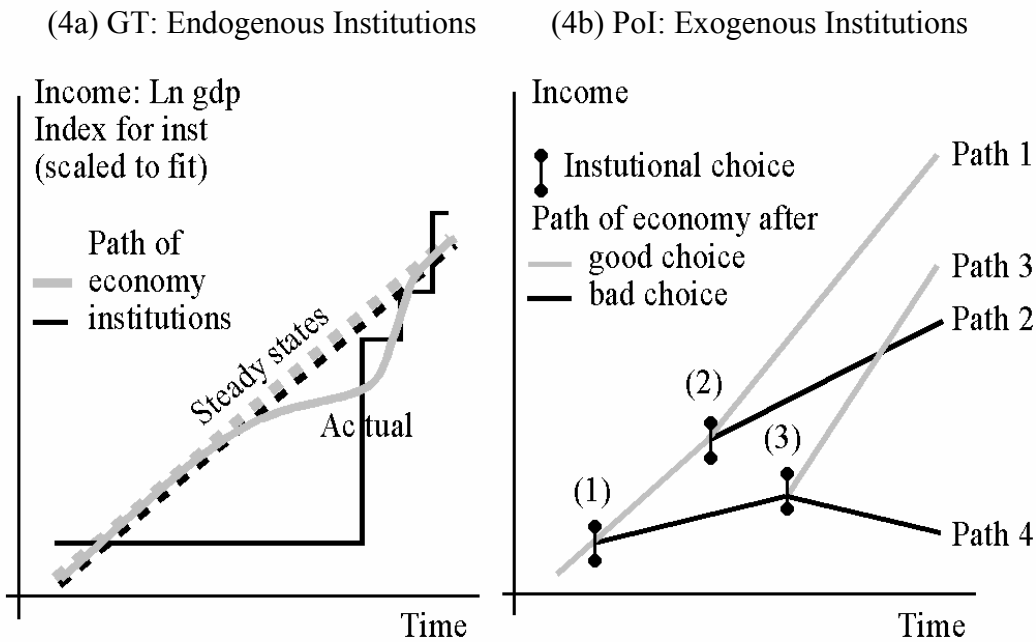 (4a) GT: Endogenous Institutions
Income: Ln gdp
Index for inst
(scaled to fit)
Path of
economy
institutions
Steady states
Actual
Time
(4b) PoI: Exogenous Institutions
Income
Instutional choice
Path of economy after
good choice
bad choice
Path 1
Path 3
Path 2
(2)
(3)
(1)
Path 4
Time